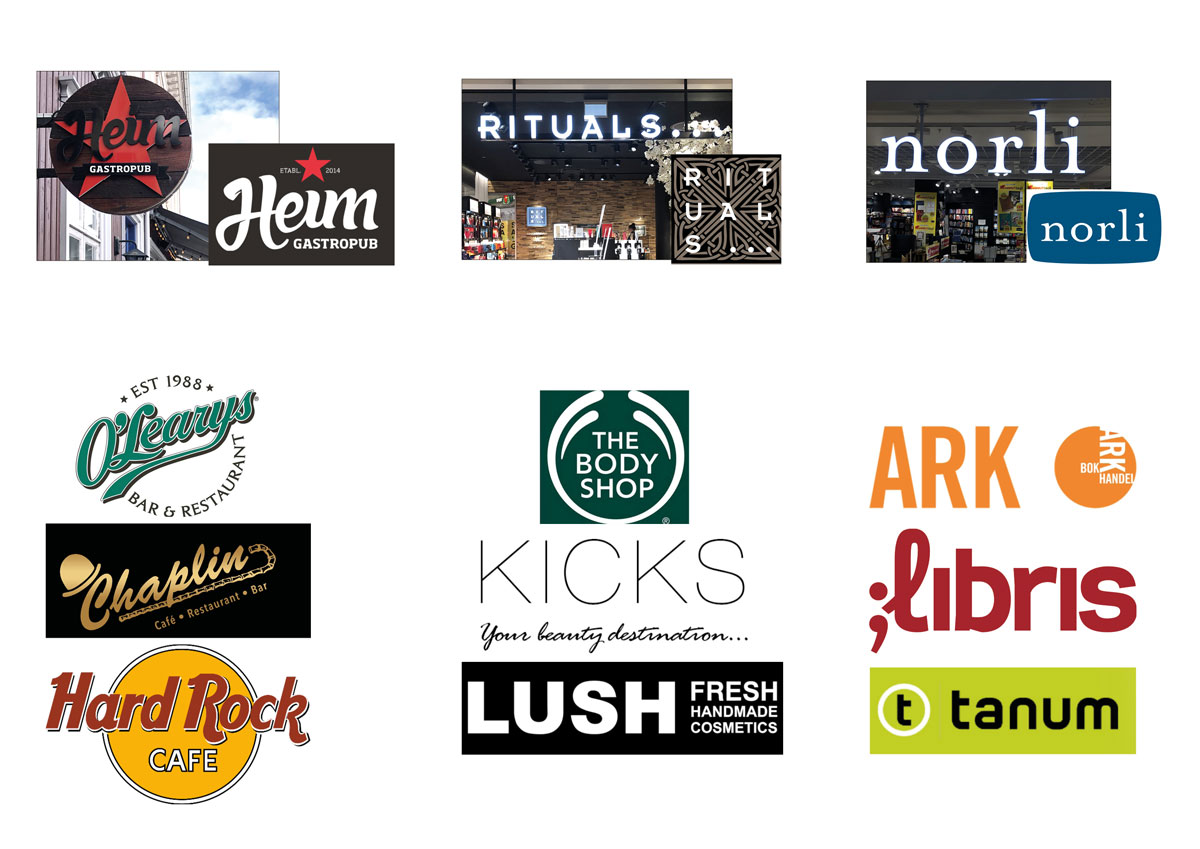 Heim
GASTROPUB
ETABL. 2014
Heim
GASTROPUB
RITUALS...
RIT
UAL
S...
norli
norli
EST 1988
O'Learys®
BAR & RESTAURANT
Chaplin
Café • Restaurant • Bar
Hard Rock
CAFE
THE
BODY
SHOP
®
KICKS
Your beauty destination...
LUSH
FRESH
HANDMADE
COSMETICS
ARK
ARK
BOK
HANDEL
;libris
t tanum